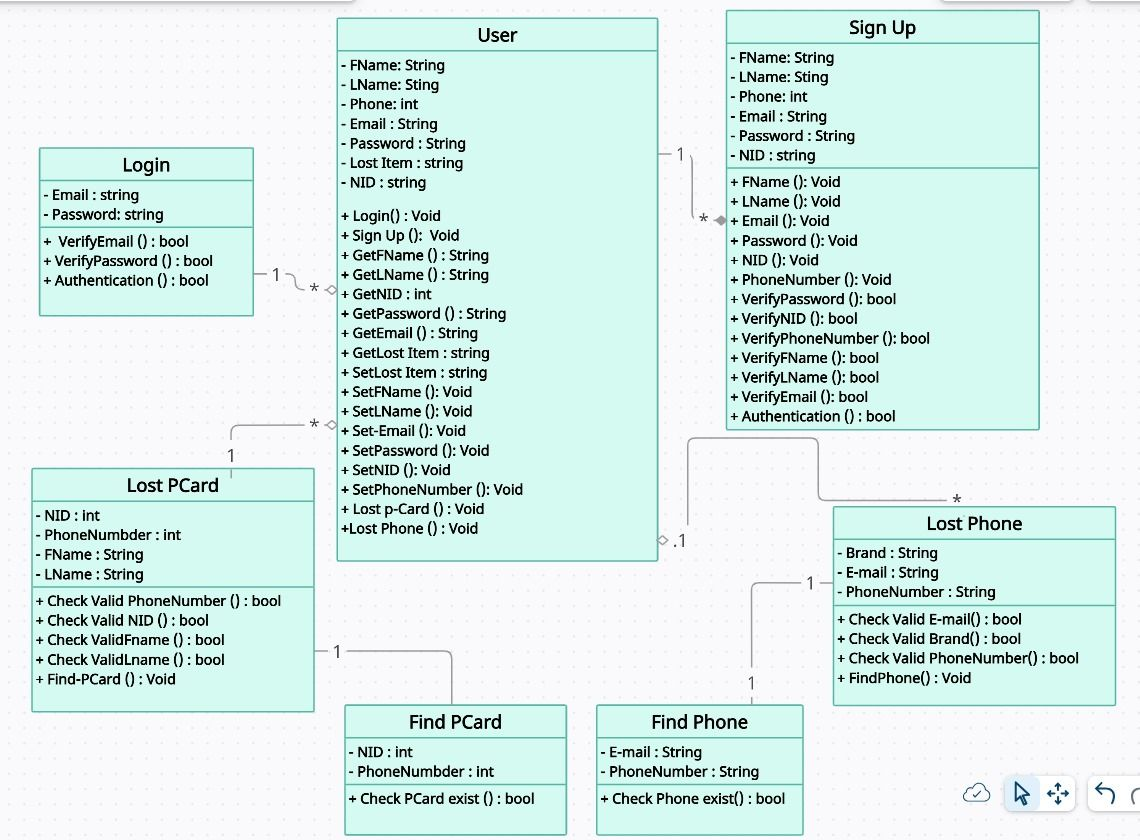 User
- FName: String
- LName: Sting
- Phone: int
- Email : String
- Password : String
- Lost Item : string
- NID : string
+ Login() : Void
+ Sign Up ():  Void
+ GetFName () : String
+ GetLName () : String
+ GetNID : int
+ GetPassword () : String
+ GetEmail () : String
+ GetLost Item : string
+ SetLost Item : string
+ SetFName (): Void
+ SetLName (): Void
+ Set-Email (): Void
+ SetPassword (): Void
+ SetNID (): Void
+ SetPhoneNumber (): Void
+ Lost p-Card () : Void
+Lost Phone () : Void
Sign Up
- FName: String
- LName: Sting
- Phone: int
- Email : String
- Password : String
- NID : string
+ FName (): Void
+ LName (): Void
+ Email (): Void
+ Password (): Void
+ NID (): Void
+ PhoneNumber (): Void
+ VerifyPassword (): bool
+ VerifyNID (): bool
+ VerifyPhoneNumber (): bool
+ VerifyFName (): bool
+ VerifyLName (): bool
+ VerifyEmail (): bool
+ Authentication () : bool
1
*
Login
- Email : string
- Password: string
+  VerifyEmail () : bool
+ VerifyPassword () : bool
+ Authentication () : bool
1
*
*
1
Lost PCard
- NID : int
- PhoneNumbder : int
- FName : String
- LName : String
+ Check Valid PhoneNumber () : bool
+ Check Valid NID () : bool
+ Check ValidFname () : bool
+ Check ValidLname () : bool
+ Find-PCard () : Void
.1
*
Lost Phone
- Brand : String
- E-mail : String
- PhoneNumber : String
+ Check Valid E-mail() : bool
+ Check Valid Brand() : bool
+ Check Valid PhoneNumber() : bool
+ FindPhone() : Void
1
1
1
Find PCard
- NID : int
- PhoneNumbder : int
+ Check PCard exist () : bool
Find Phone
- E-mail : String
- PhoneNumber : String
+ Check Phone exist() : bool